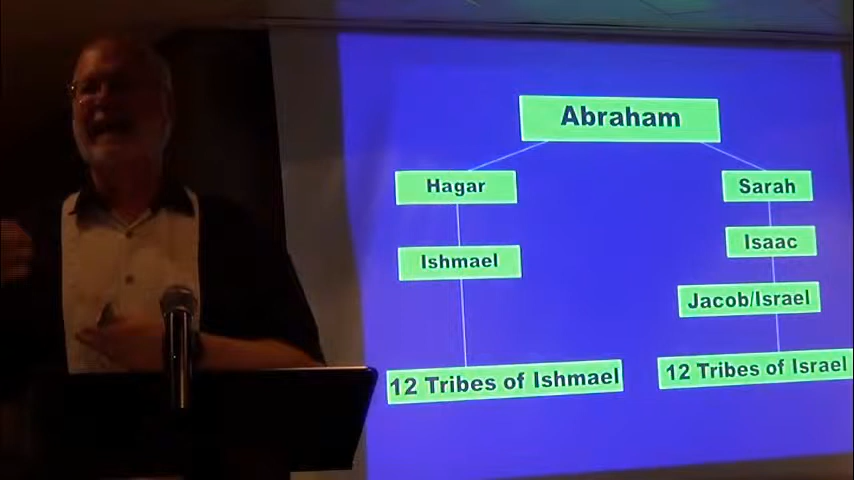 Abraham
Hagar
Sarah
Isaac
Ishmael
Jacob/Israel
12 Tribes of Ishmael
12 Tribes of Israel